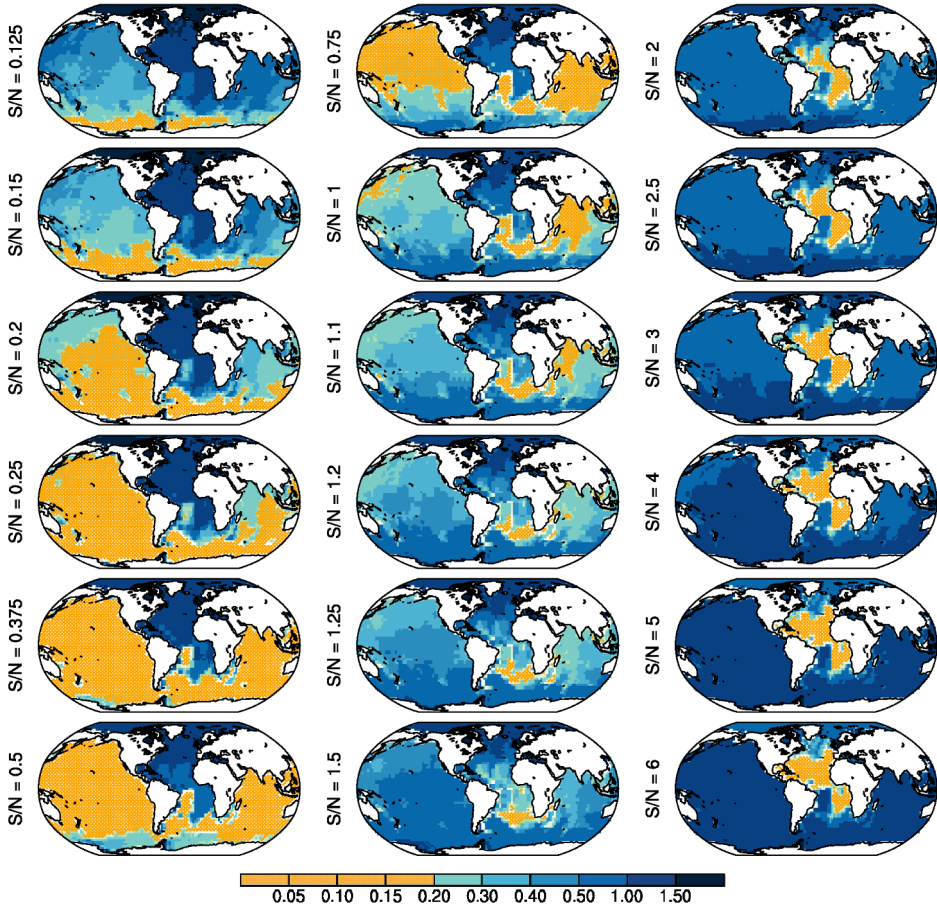 S/N = 0.125
S/N = 0.75
S/N = 2
S/N = 0.15
S/N = 1
S/N = 2.5
S/N = 0.2
S/N = 1.1
S/N = 3
S/N = 0.25
S/N = 1.2
S/N = 4
S/N = 0.375
S/N = 1.25
S/N = 5
S/N = 0.5
S/N = 1.5
S/N = 6
0.05 0.10 0.15 0.20 0.30 0.40 0.50 1.00 1.50